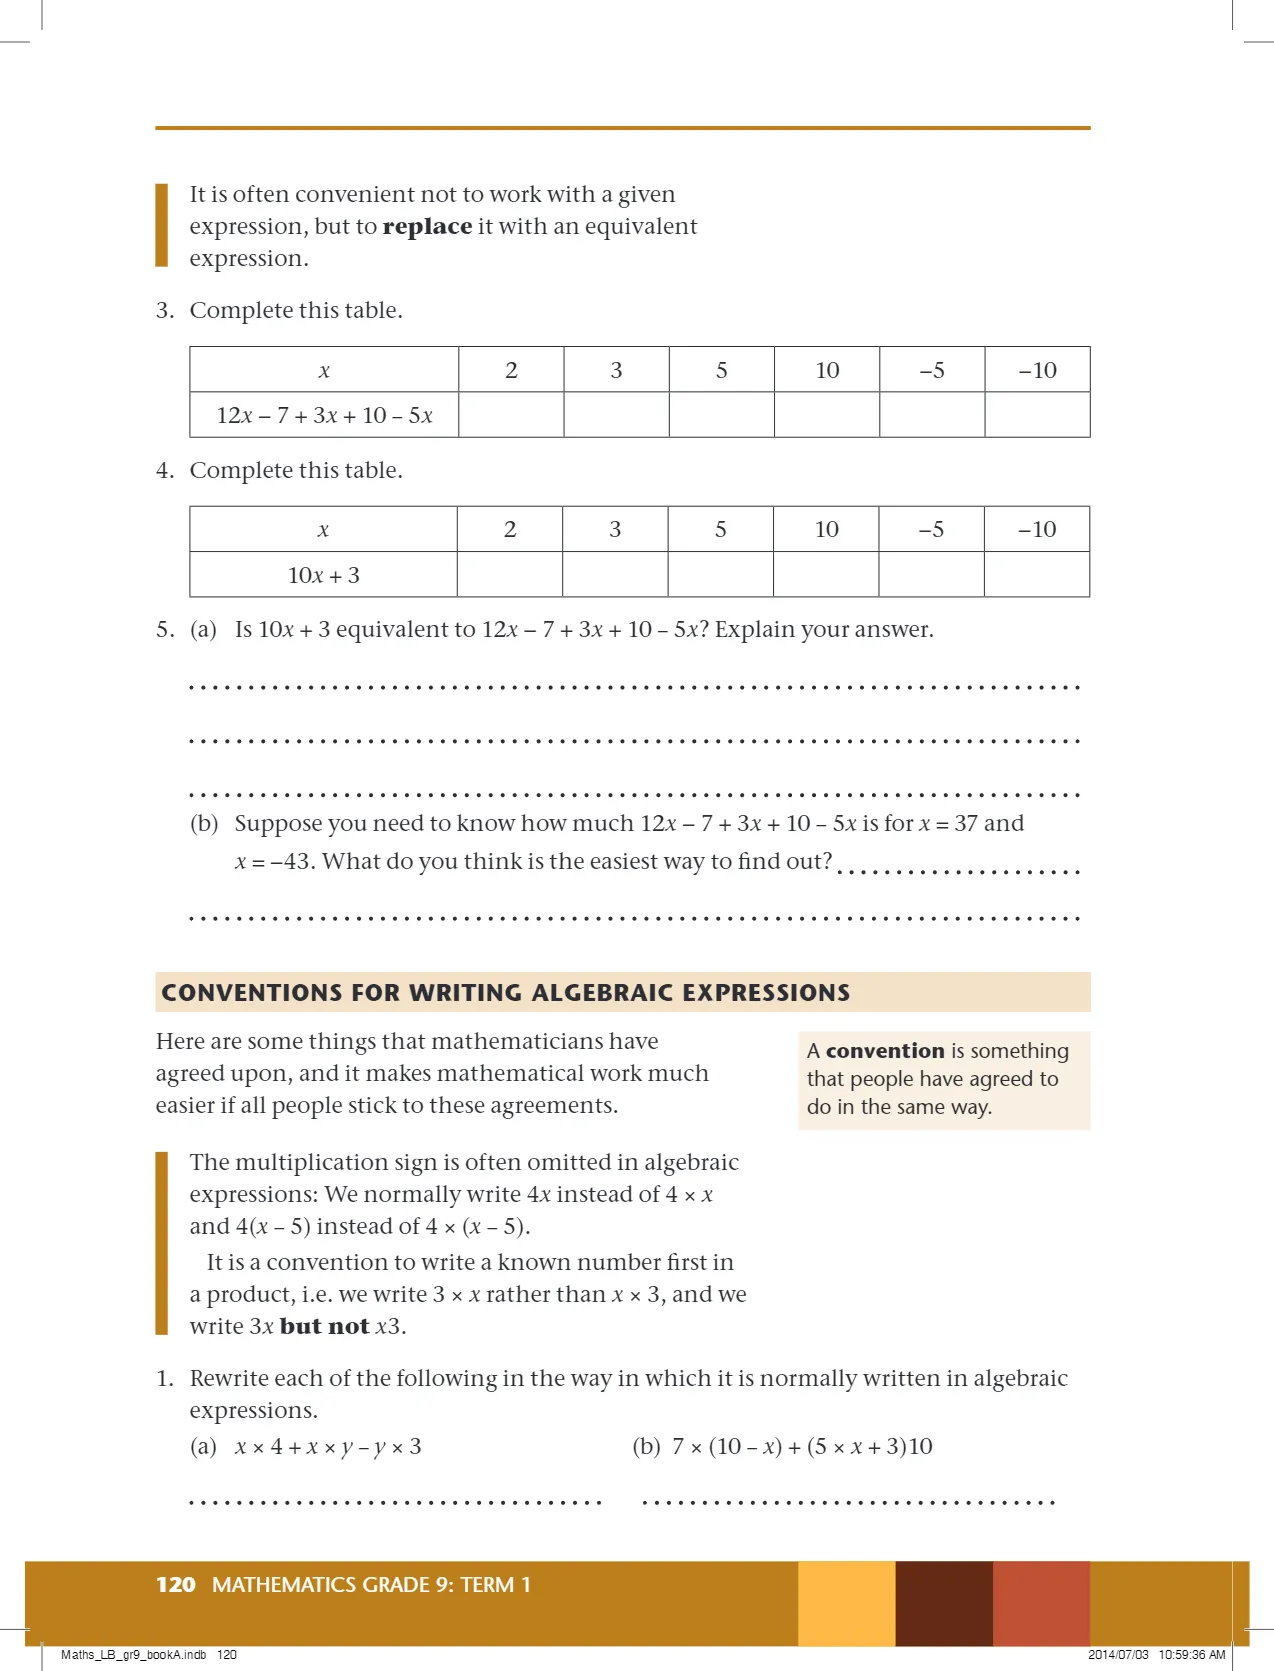 It is often convenient not to work with a given
expression, but to replace it with an equivalent
expression.
3. Complete this table.
x 2 3 5 10 –5 –10
12x – 7 + 3x + 10 – 5x
4. Complete this table.
x 2 3 5 10 –5 –10
10x + 3
5. (a) Is 10x + 3 equivalent to 12x – 7 + 3x + 10 – 5x? Explain your answer.
(b) Suppose you need to know how much 12x – 7 + 3x + 10 – 5x is for x = 37 and
x = –43. What do you think is the easiest way to find out?
CONVENTIONS FOR WRITING ALGEBRAIC EXPRESSIONS
Here are some things that mathematicians have
agreed upon, and it makes mathematical work much
easier if all people stick to these agreements.
A convention is something
that people have agreed to
do in the same way.
The multiplication sign is often omitted in algebraic
expressions: We normally write 4x instead of 4 × x
and 4(x – 5) instead of 4 × (x – 5).
It is a convention to write a known number first in
a product, i.e. we write 3 × x rather than x × 3, and we
write 3x but not x3.
1. Rewrite each of the following in the way in which it is normally written in algebraic
expressions.
(a) x × 4 + x × y – y × 3 (b) 7 × (10 – x) + (5 × x + 3)10
120 MATHEMATICS GRADE 9: TERM 1
Maths_LB_gr9_bookA.indb 120 2014/07/03 10:59:36 AM